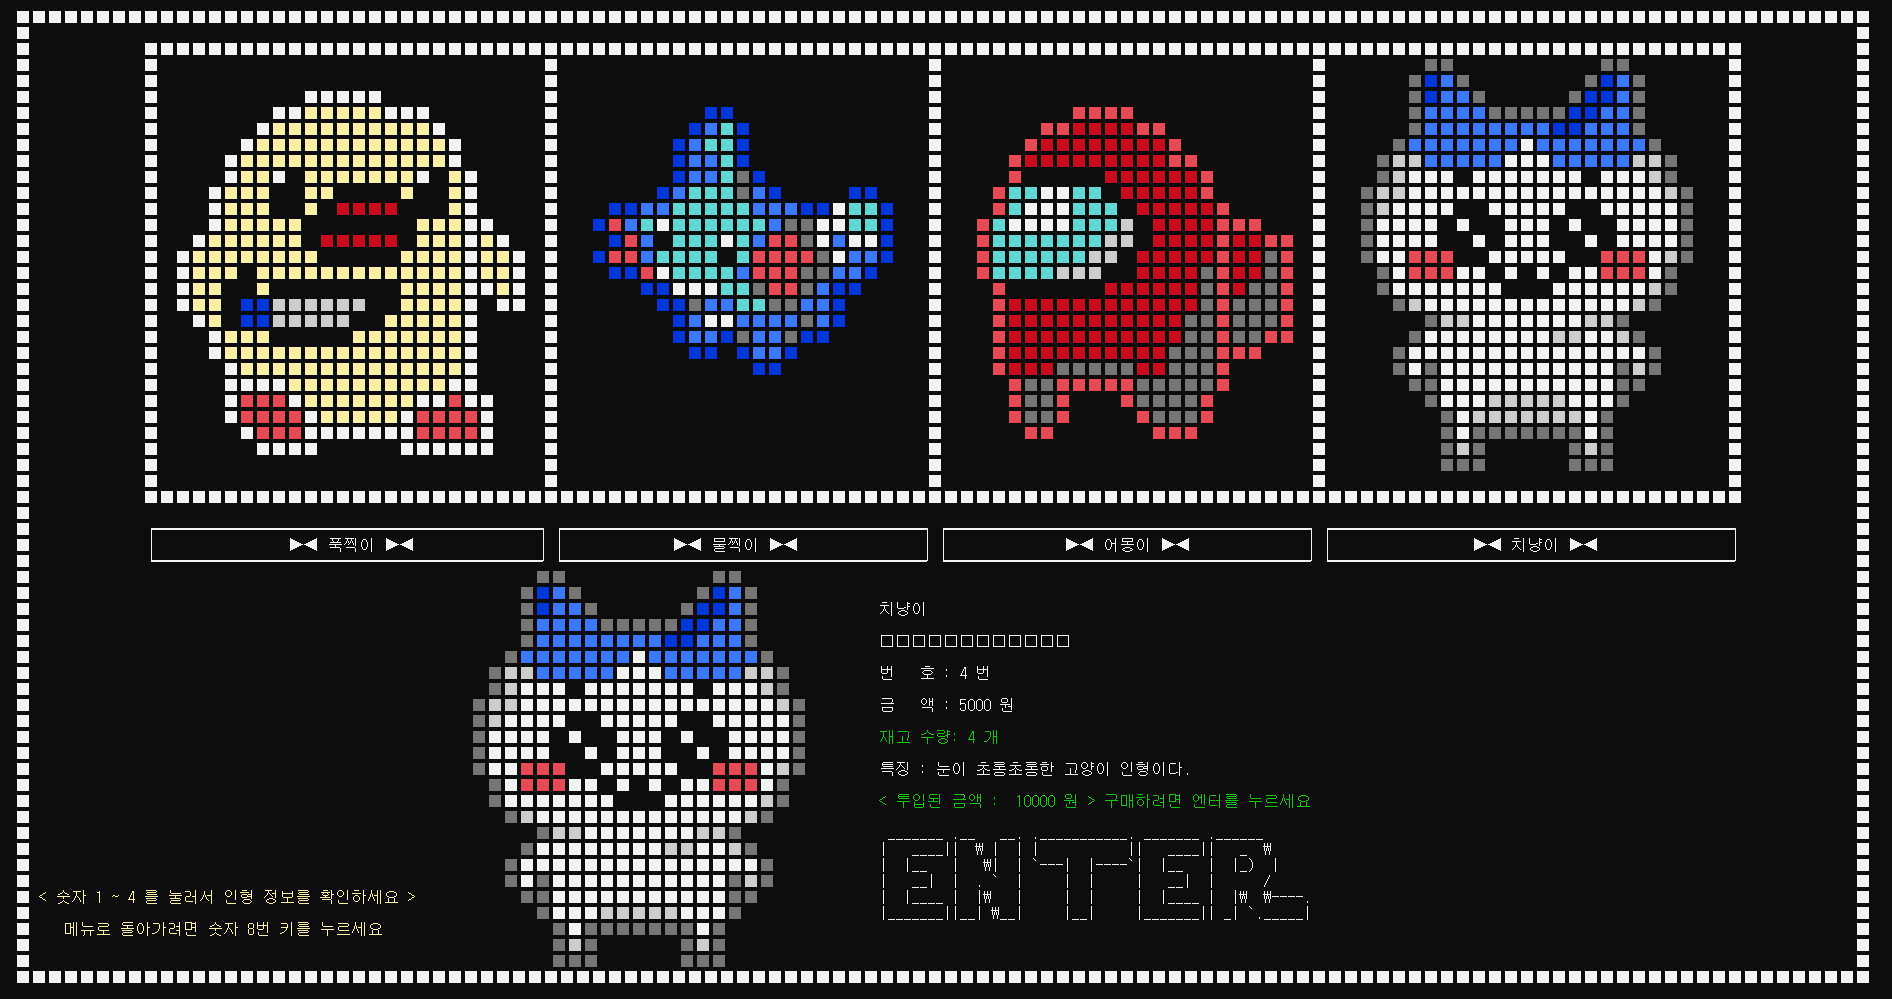 ▶◀ 푹찍이 ▶◀
▶◀ 물찍이 ▶◀
▶◀ 어몽이 ▶◀
▶◀ 치냥이 ▶◀
치냥이
□□□□□□□□□□□□
번 호 : 4 번
금 액 : 5000 원
재고 수량: 4 개
특징 : 눈이 초롱초롱한 고양이 인형이다.
< 투입된 금액 : 10000 원 > 구매하려면 엔터를 누르세요
ENTER
< 숫자 1 ~ 4 를 눌러서 인형 정보를 확인하세요 >
메뉴로 돌아가려면 숫자 8번 키를 누르세요